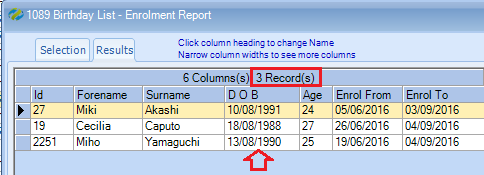 1089 Birthday List - Enrolment Report
Selection Results
Click column heading to change Name
Narrow column widths to see more columns
6 Columns(s) 3 Record(s)
Id Forename Surname D O B Age Enrol From Enrol To
27 Miki Akashi 10/08/1991 24 05/06/2016 03/09/2016
19 Cecilia Caputo 18/08/1988 27 26/06/2016 04/09/2016
2251 Miho Yamaguchi 13/08/1990 25 19/06/2016 04/09/2016